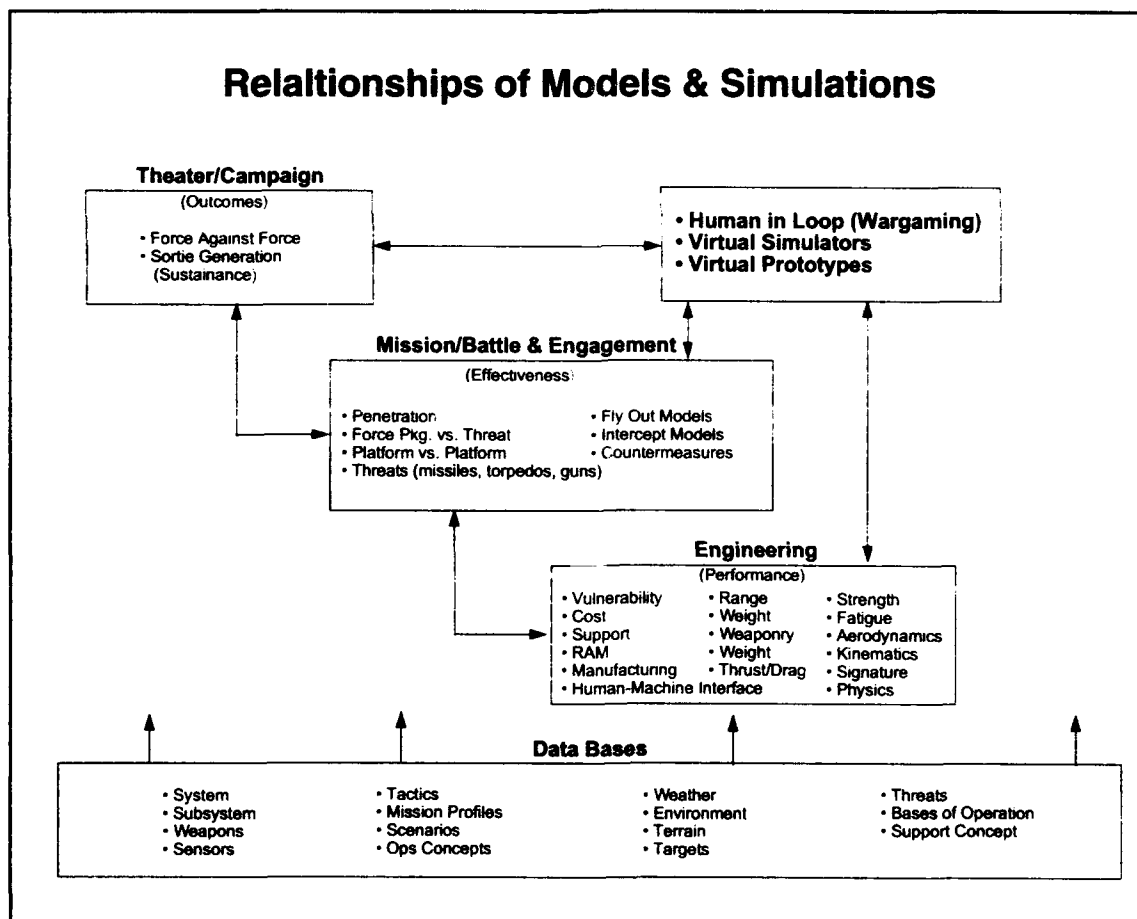 Relaltionships of Models & Simulations
Theater/Campaign
(Outcomes)
• Force Against Force
• Sortie Generation
(Sustainance)
• Human in Loop (Wargaming)
• Virtual Simulators
• Virtual Prototypes
Mission/Battle & Engagement
(Effectiveness)
• Penetration
• Force Pkg. vs. Threat
• Platform vs. Platform
• Threats (missiles, torpedos, guns)
• Fly Out Models
• Intercept Models
• Countermeasures
Engineering
(Performance)
• Vulnerability
• Cost
• Support
• RAM
• Manufacturing
• Human-Machine Interface
• Range
• Weight
• Weaponry
• Weight
• Thrust/Drag
• Strength
• Fatigue
• Aerodynamics
• Kinematics
• Signature
• Physics
Data Bases
• System
• Subsystem
• Weapons
• Sensors
• Tactics
• Mission Profiles
• Scenarios
• Ops Concepts
• Weather
• Environment
• Terrain
• Targets
• Threats
• Bases of Operation
• Support Concept